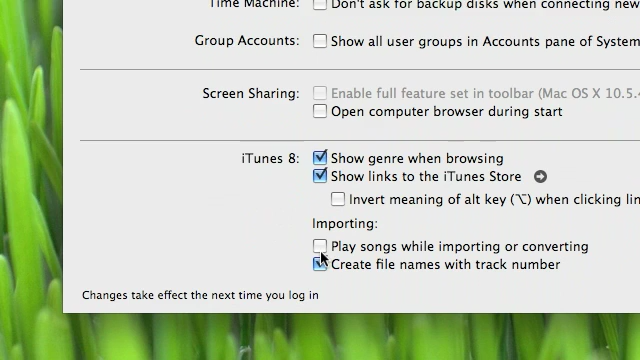 Time Machine: Don't ask for backup disks when connecting new
Group Accounts: Show all user groups in Accounts pane of System
Screen Sharing: Enable full feature set in toolbar (Mac OS X 10.5.
Open computer browser during start
iTunes 8: Show genre when browsing
Show links to the iTunes Store
Invert meaning of alt key (⌥) when clicking
Importing:
Play songs while importing or converting
Create file names with track number
Changes take effect the next time you log in